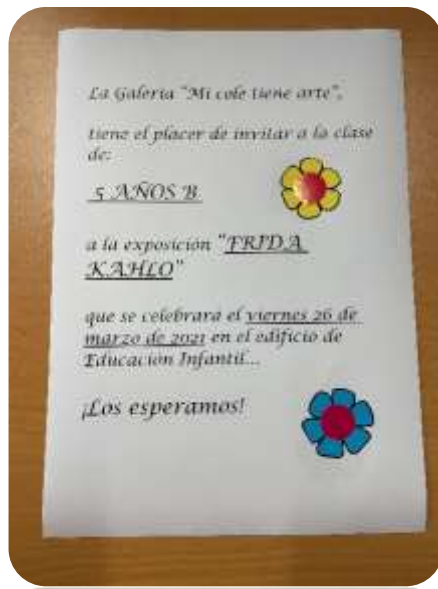 La Galería "Mi cole tiene arte",
tiene el placer de invitar a la clase
de:
5 AÑOS B
a la exposición "FRIDA
KAHLO"
que se celebrara el viernes 26 de
marzo de 2021 en el edificio de
Educación Infantil...
¡Los esperamos!